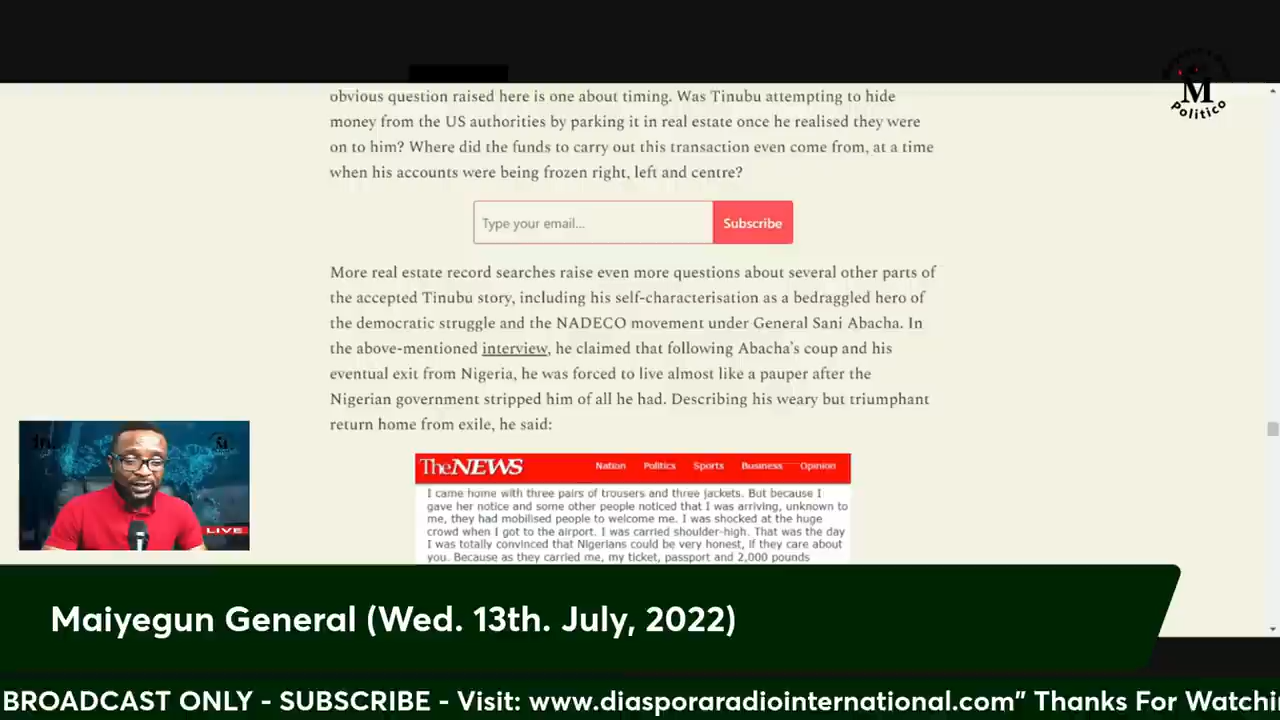 obvious question raised here is one about timing. Was Tinubu attempting to hide
money from the US authorities by parking it in real estate once he realised they were
on to him? Where did the funds to carry out this transaction even come from, at a time
when his accounts were being frozen right, left and centre?
M
Politico
Type your email...
Subscribe
More real estate record searches raise even more questions about several other parts of
the accepted Tinubu story, including his self-characterisation as a bedraggled hero of
the democratic struggle and the NADECO movement under General Sani Abacha. In
the above-mentioned interview, he claimed that following Abacha's coup and his
eventual exit from Nigeria, he was forced to live almost like a pauper after the
Nigerian government stripped him of all he had. Describing his weary but triumphant
return home from exile, he said:
TheNEWS Nation Politics Sports Business Opinion
I came home with three pairs of trousers and three jackets. But because I
gave her notice and some other people noticed that I was arriving, unknown to
me, they had mobilised people to welcome me. I was shocked at the huge
crowd when I got to the airport. I was carried shoulder-high. That was the day
I was totally convinced that Nigerians could be very honest, If they care about
you. Because as they carried me, my ticket, passport and 2,000 pounds
LIVE
Maiyegun General (Wed. 13th. July, 2022)
BROADCAST ONLY - SUBSCRIBE - Visit: www.diasporaradiointernational.com” Thanks For Watchi